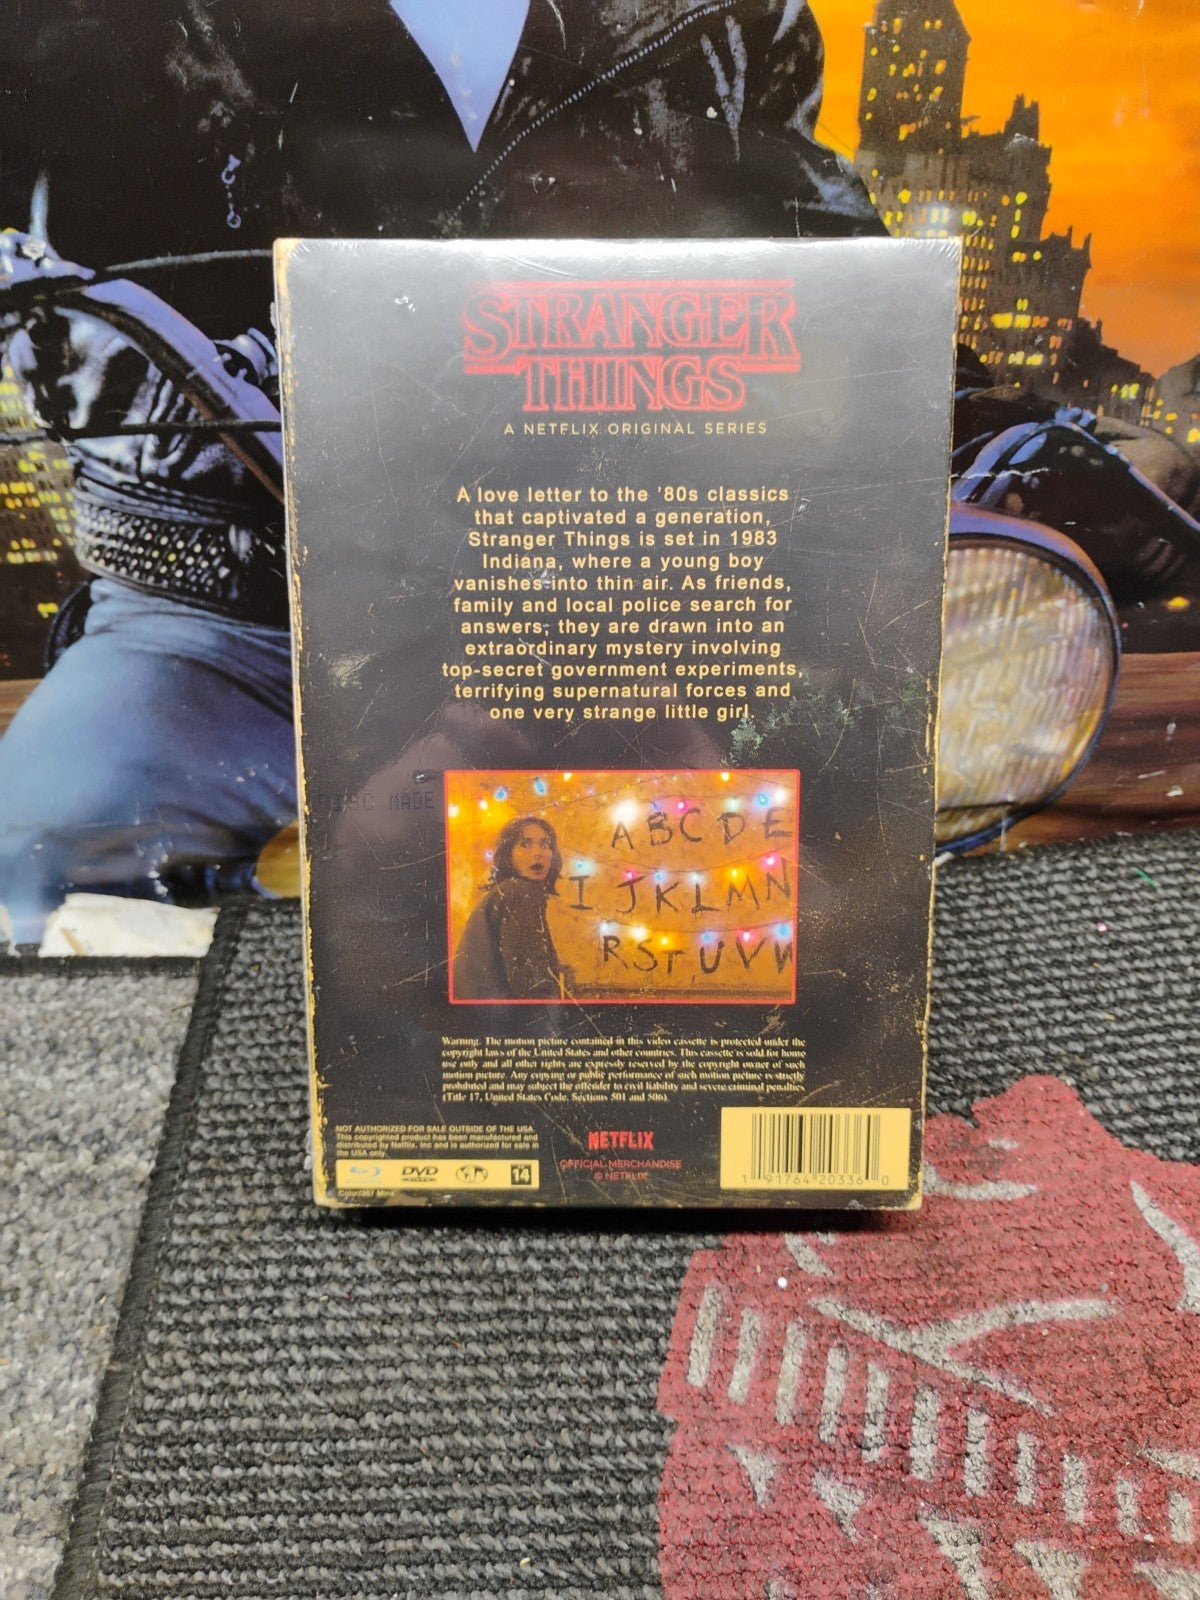 STRANGER
THINGS
A NETFLIX ORIGINAL SERIES
A love letter to the '80s classics
that captivated a generation,
Stranger Things is set in 1983
Indiana, where a young boy
vanishes into thin air. As friends,
family and local police search for
answers, they are drawn into an
extraordinary mystery involving
top-secret government experiments,
terrifying supernatural forces and
one very strange little girl.
DISC MADE
A B C D E
I J K L M N
R S T U V W
Warning. The motion picture contained in this video cassette is protected under the
copyright laws of the United States and other countries. This cassette is sold for home
use only and all other rights are expressly reserved by the copyright owner of such
motion picture. Any copying or public performance of such motion picture is strictly
prohibited and may subject the offender to civil liability and severe criminal penalties
(Title 17, United States Code, Sections 501 and 506).
NOT AUTHORIZED FOR SALE OUTSIDE OF THE USA.
This copyrighted product has been manufactured and
distributed by Netflix, Inc and is authorized for sale in
the USA only.
DVD
14
Color/397 Mins
NETFLIX
OFFICIAL MERCHANDISE
© NETFLIX
1 91764 20336 0